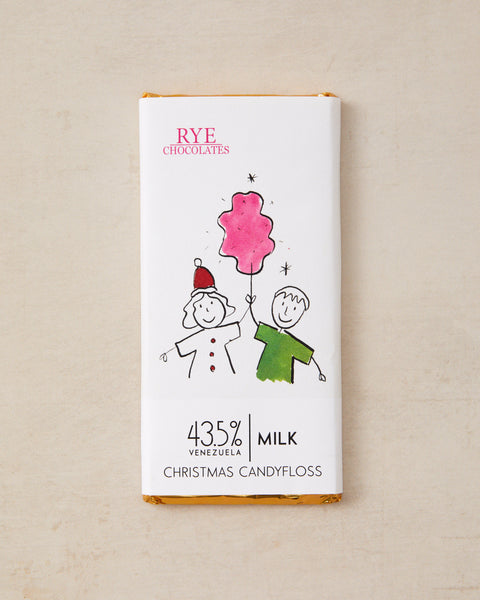 RYE
CHOCOLATES
43.5% | MILK
VENEZUELA
CHRISTMAS CANDYFLOSS